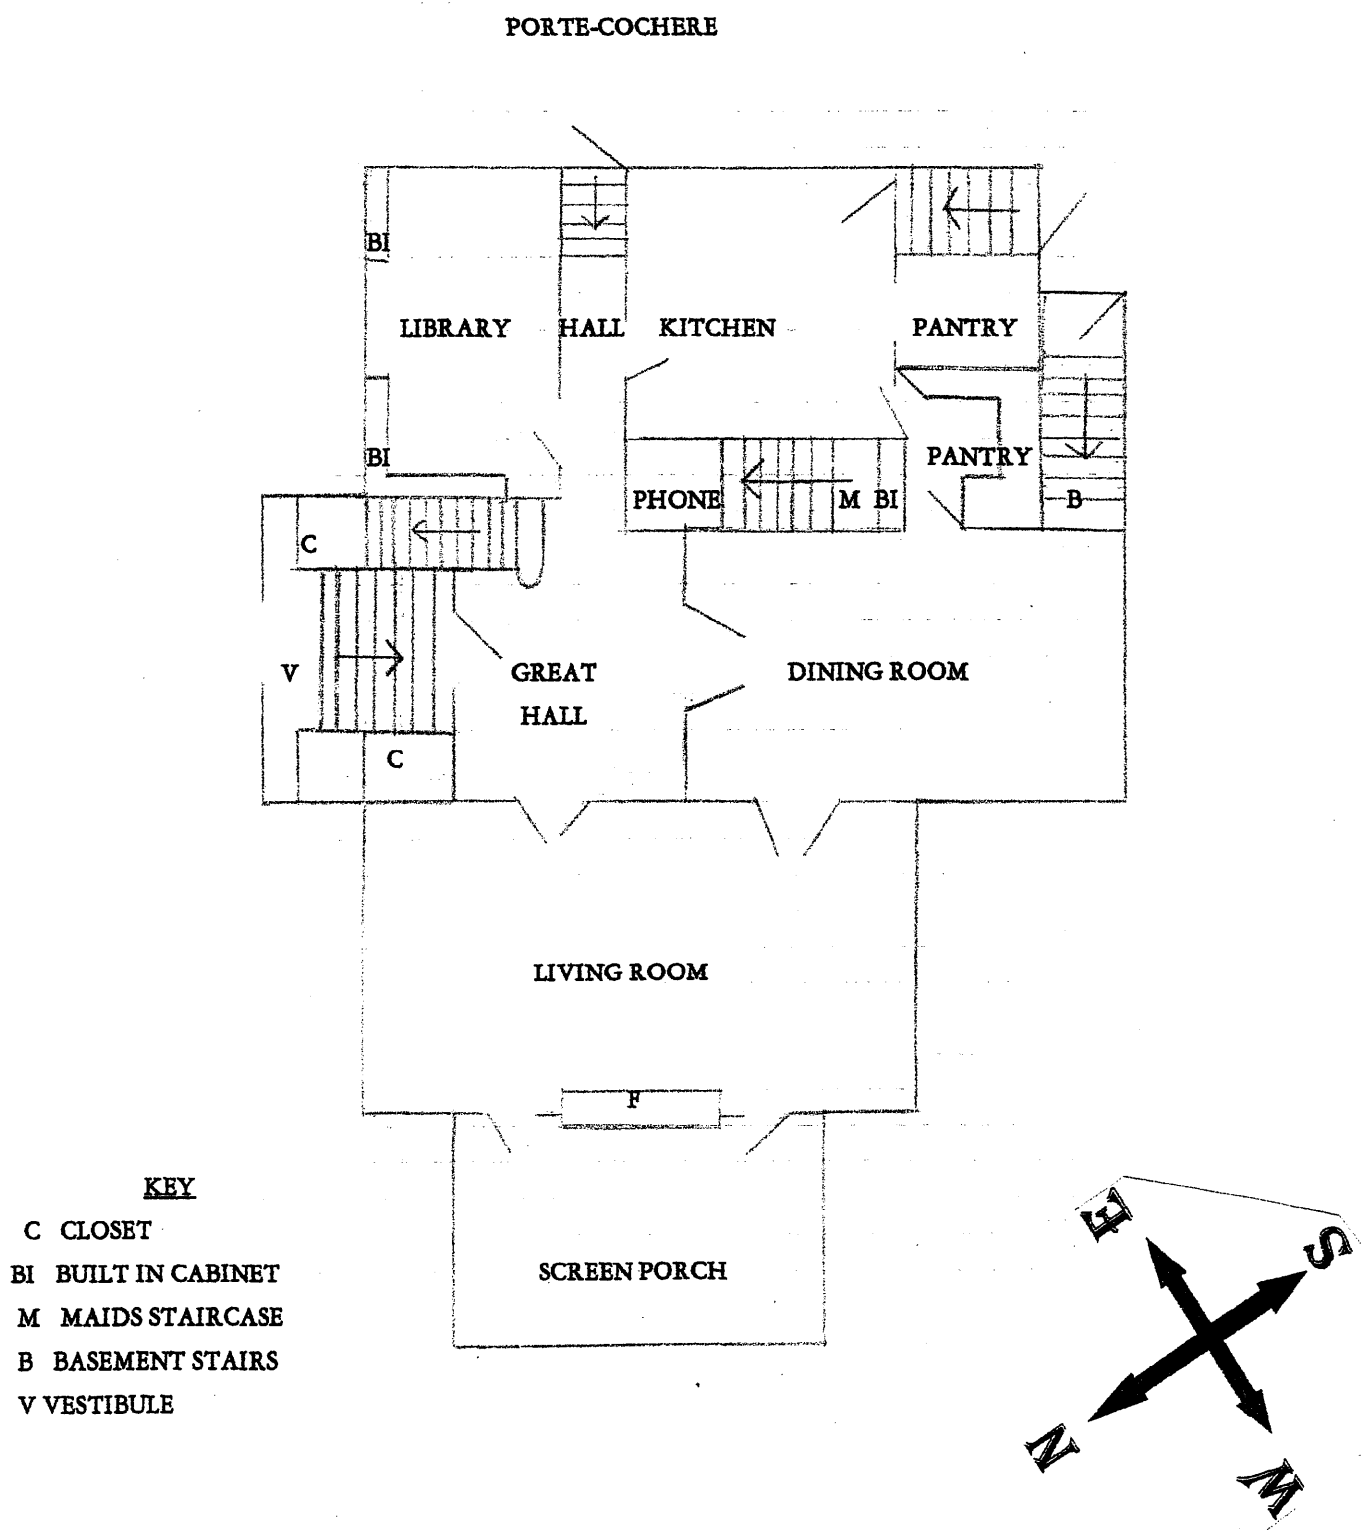 PORTE-COCHERE
BI
LIBRARY
HALL
KITCHEN
PANTRY
BI
PANTRY
PHONE
M
BI
B
C
V
GREAT
HALL
DINING ROOM
C
LIVING ROOM
F
KEY
C CLOSET
BI BUILT IN CABINET
M MAIDS STAIRCASE
B BASEMENT STAIRS
V VESTIBULE
SCREEN PORCH
E
S
N
W